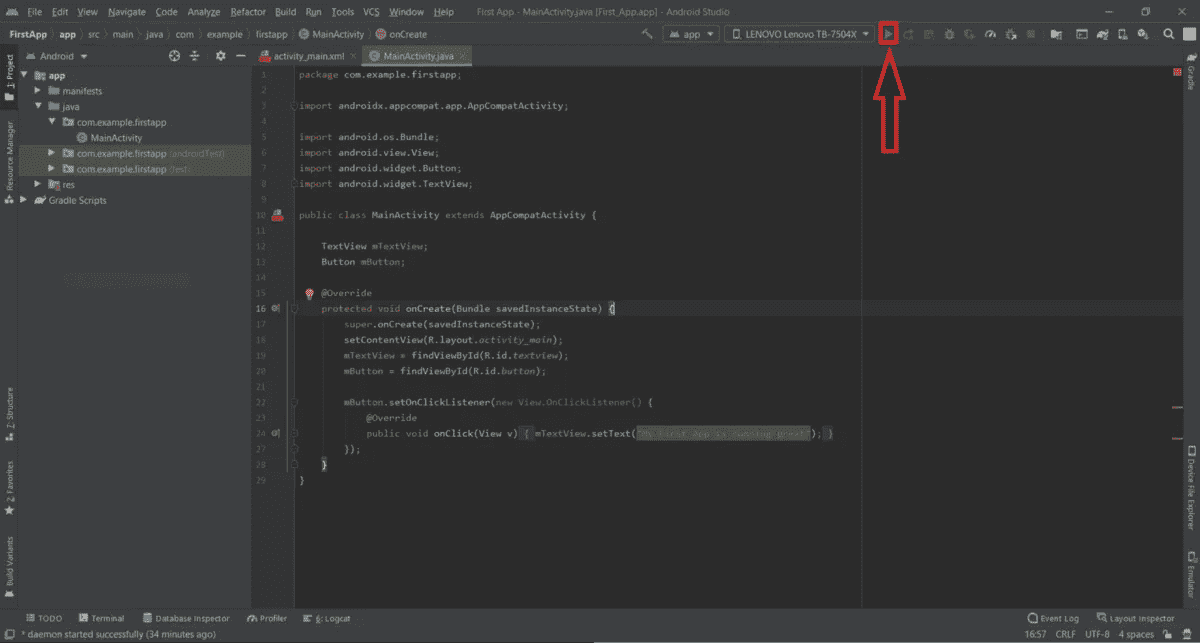 File Edit View Navigate Code Analyze Refactor Build Run Tools VCS Window Help First App - MainActivity.java [First_App.app] - Android Studio
FirstApp app src main java com example firstapp MainActivity onCreate app LENOVO Lenovo TB-7504X
Android
activity_main.xml
MainActivity.java
1: Project
Resource Manager
Z: Structure
2: Favorites
Build Variants
app
manifests
java
com.example.firstapp
MainActivity
com.example.firstapp (androidTest)
com.example.firstapp (test)
res
Gradle Scripts
1 package com.example.firstapp;
2
3 import androidx.appcompat.app.AppCompatActivity;
4
5 import android.os.Bundle;
6 import android.view.View;
7 import android.widget.Button;
8 import android.widget.TextView;
9
10 public class MainActivity extends AppCompatActivity {
11
12 TextView mTextView;
13 Button mButton;
14
15 @Override
16 protected void onCreate(Bundle savedInstanceState) {
17 super.onCreate(savedInstanceState);
18 setContentView(R.layout.activity_main);
19 mTextView = findViewById(R.id.textview);
20 mButton = findViewById(R.id.button);
21
22 mButton.setOnClickListener(new View.OnClickListener() {
23 @Override
24 public void onClick(View v) { mTextView.setText("My First App is running !"); }
27 });
28 }
29 }
Gradle
Device File Explorer
Emulator
TODO Terminal Database Inspector Profiler 6: Logcat Event Log Layout Inspector
* daemon started successfully (34 minutes ago) 16:57 CRLF UTF-8 4 spaces